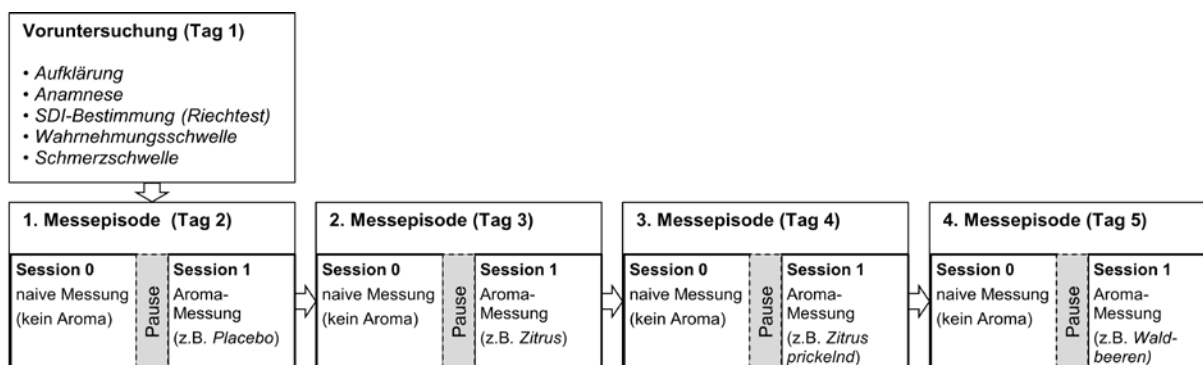 Voruntersuchung (Tag 1)
• Aufklärung
• Anamnese
• SDI-Bestimmung (Riechtest)
• Wahrnehmungsschwelle
• Schmerzschwelle
1. Messepisode (Tag 2)
Session 0
naive Messung
(kein Aroma)
Pause
Session 1
Aroma-
Messung
(z.B. Placebo)
2. Messepisode (Tag 3)
Session 0
naive Messung
(kein Aroma)
Pause
Session 1
Aroma-
Messung
(z.B. Zitrus)
3. Messepisode (Tag 4)
Session 0
naive Messung
(kein Aroma)
Pause
Session 1
Aroma-
Messung
(z.B. Zitrus
prickelnd)
4. Messepisode (Tag 5)
Session 0
naive Messung
(kein Aroma)
Pause
Session 1
Aroma-
Messung
(z.B. Wald-
beeren)